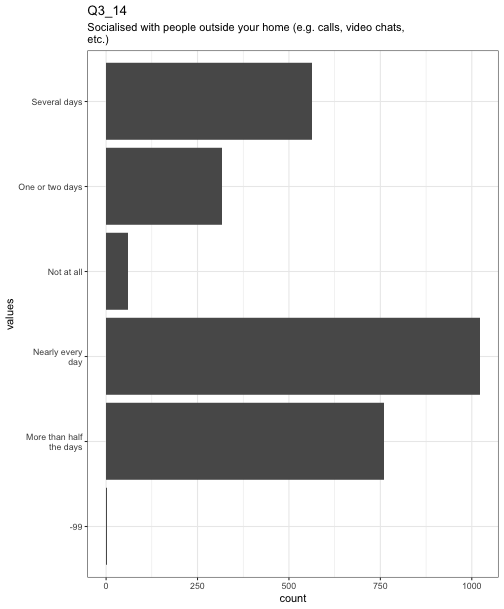 Q3_14
Socialised with people outside your home (e.g. calls, video chats,
etc.)
Several days
One or two days
Not at all
Nearly every
day
More than half
the days
-99
values
0 250 500 750 1000
count